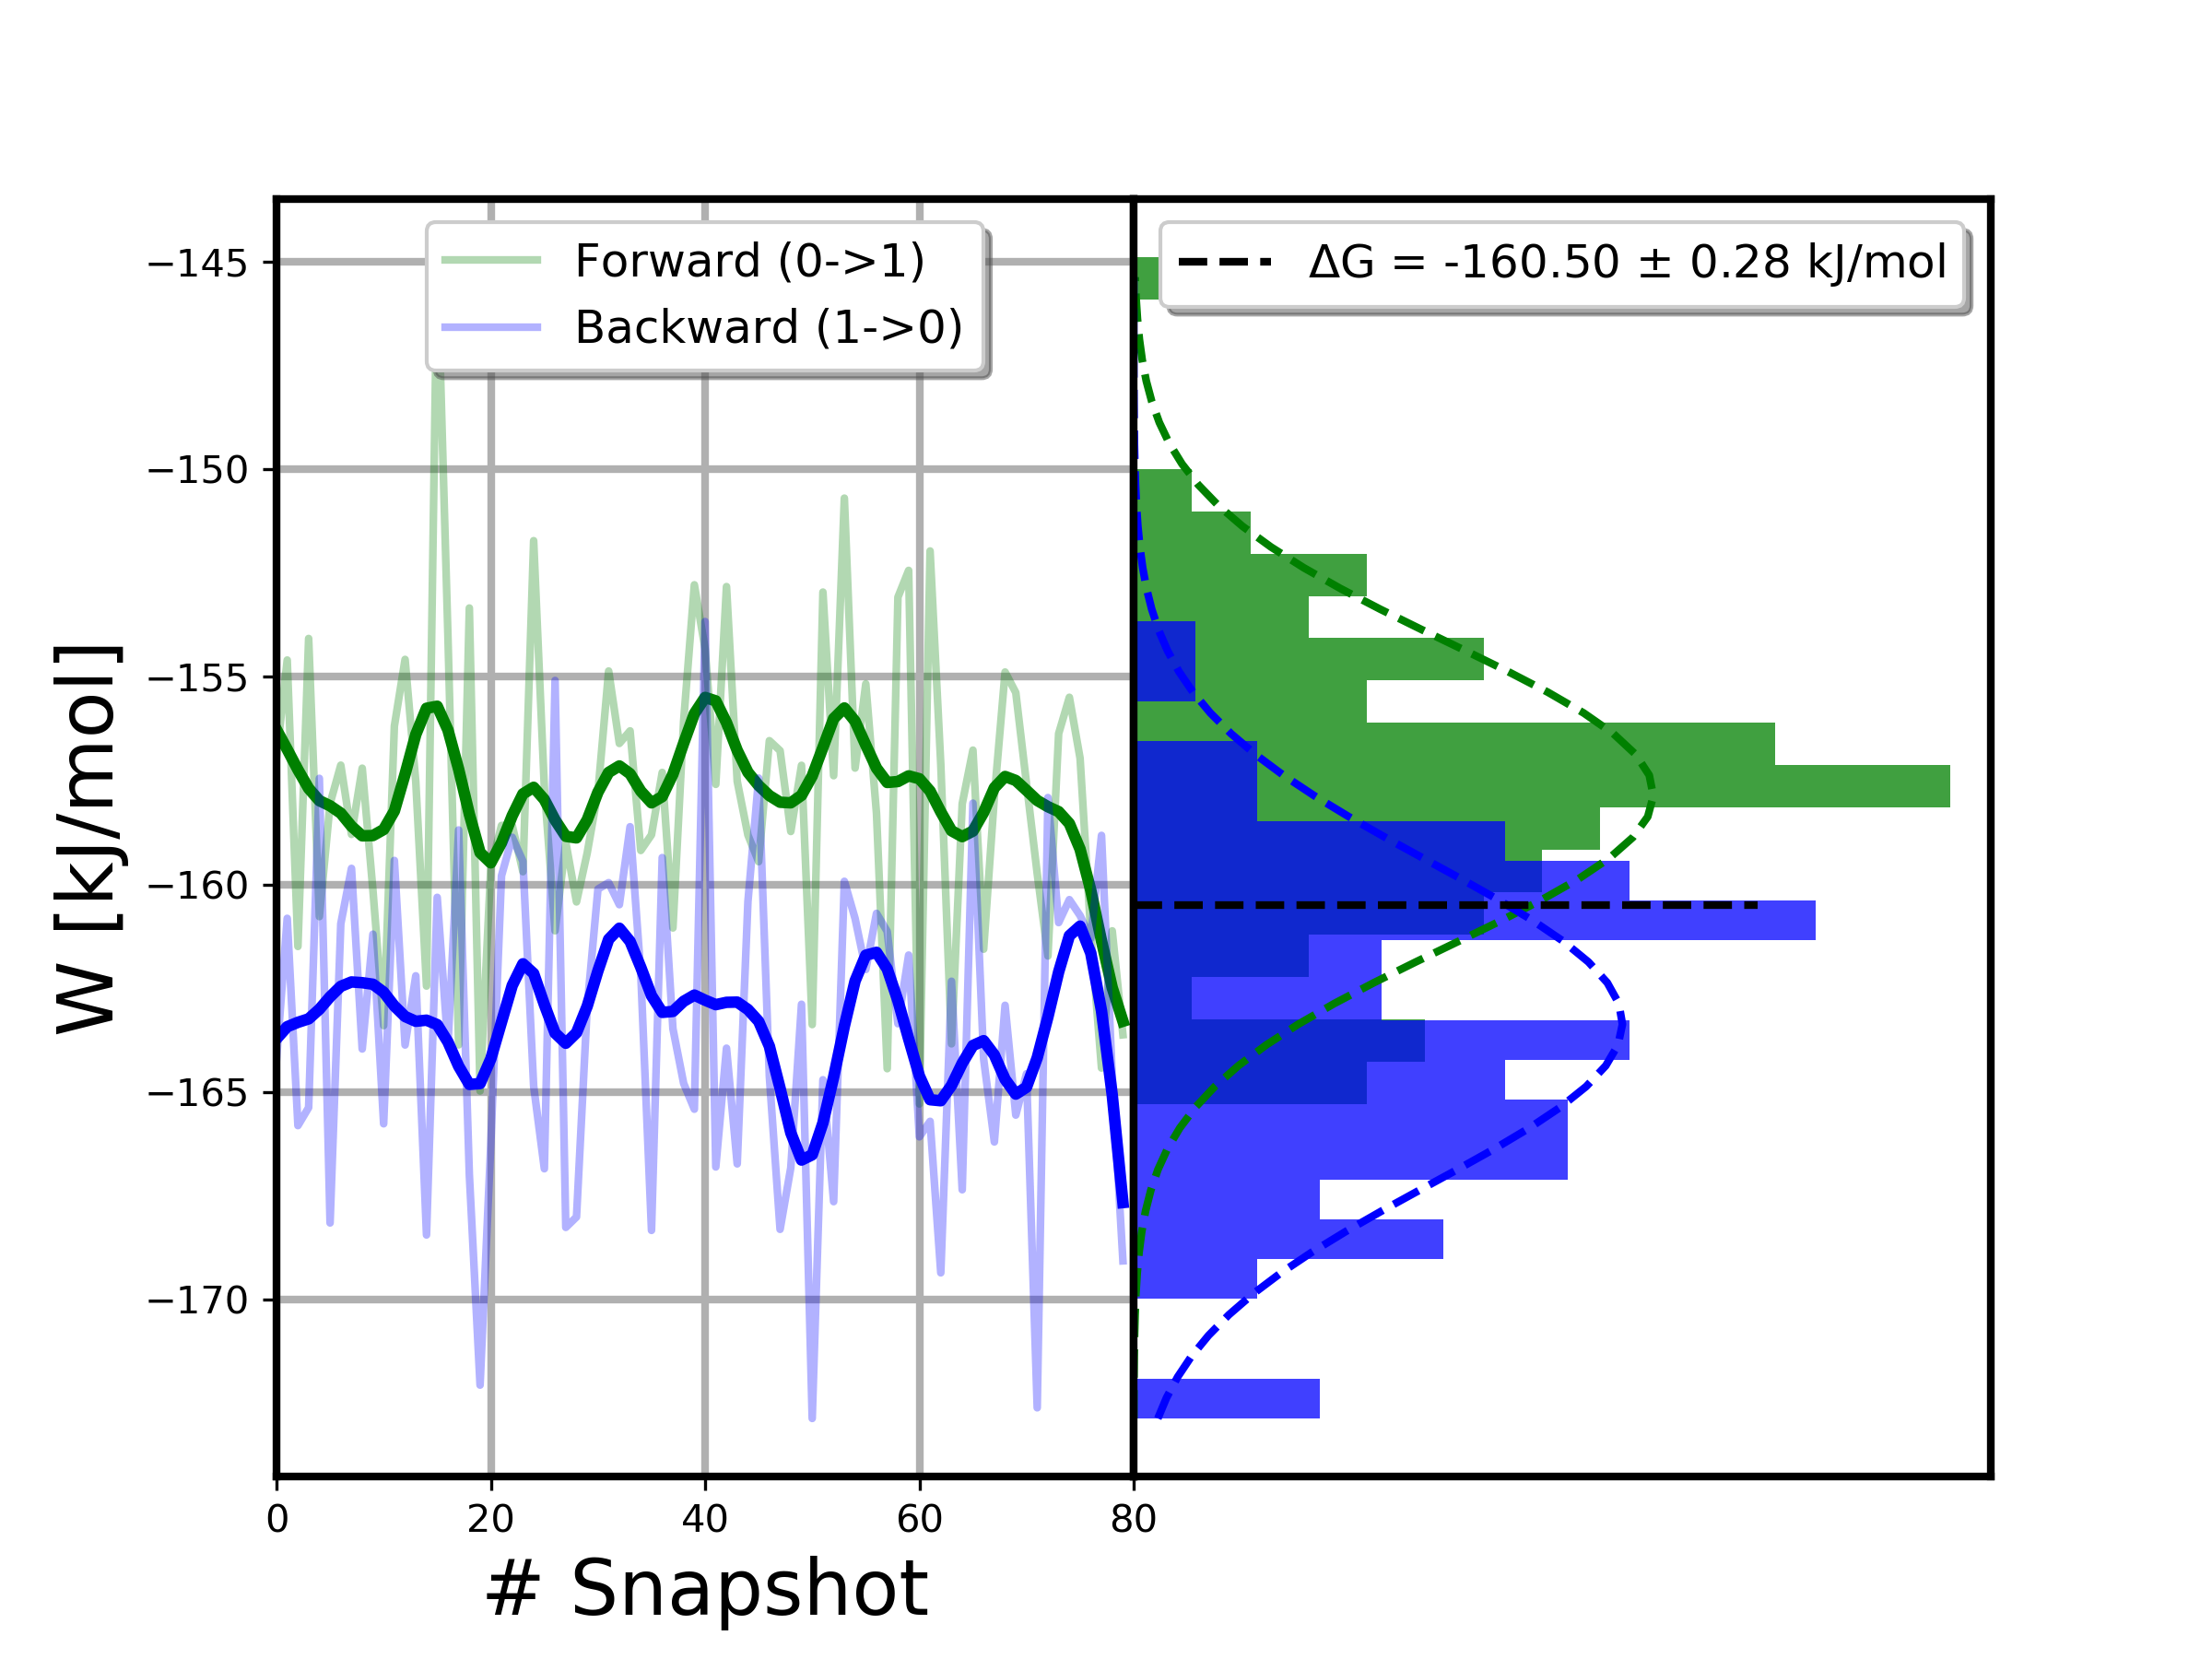 Forward (0->1)
Backward (1->0)
ΔG = -160.50 ± 0.28 kJ/mol
W [kJ/mol]
−145
−150
−155
−160
−165
−170
0 20 40 60 80
# Snapshot